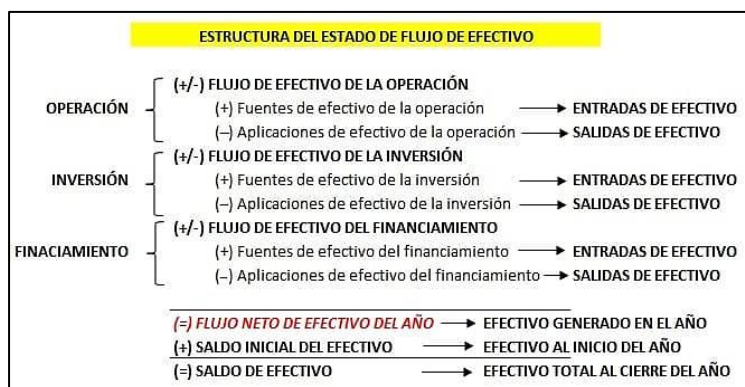 ESTRUCTURA DEL ESTADO DE FLUJO DE EFECTIVO
(+/-) FLUJO DE EFECTIVO DE LA OPERACIÓN
OPERACIÓN (+) Fuentes de efectivo de la operación ENTRADAS DE EFECTIVO
(–) Aplicaciones de efectivo de la operación SALIDAS DE EFECTIVO
(+/-) FLUJO DE EFECTIVO DE LA INVERSIÓN
INVERSIÓN (+) Fuentes de efectivo de la inversión ENTRADAS DE EFECTIVO
(–) Aplicaciones de efectivo de la inversión SALIDAS DE EFECTIVO
(+/-) FLUJO DE EFECTIVO DEL FINANCIAMIENTO
FINACIAMIENTO (+) Fuentes de efectivo del financiamiento ENTRADAS DE EFECTIVO
(–) Aplicaciones de efectivo del financiamiento SALIDAS DE EFECTIVO
(=) FLUJO NETO DE EFECTIVO DEL AÑO EFECTIVO GENERADO EN EL AÑO
(+) SALDO INICIAL DEL EFECTIVO EFECTIVO AL INICIO DEL AÑO
(=) SALDO DE EFECTIVO EFECTIVO TOTAL AL CIERRE DEL AÑO